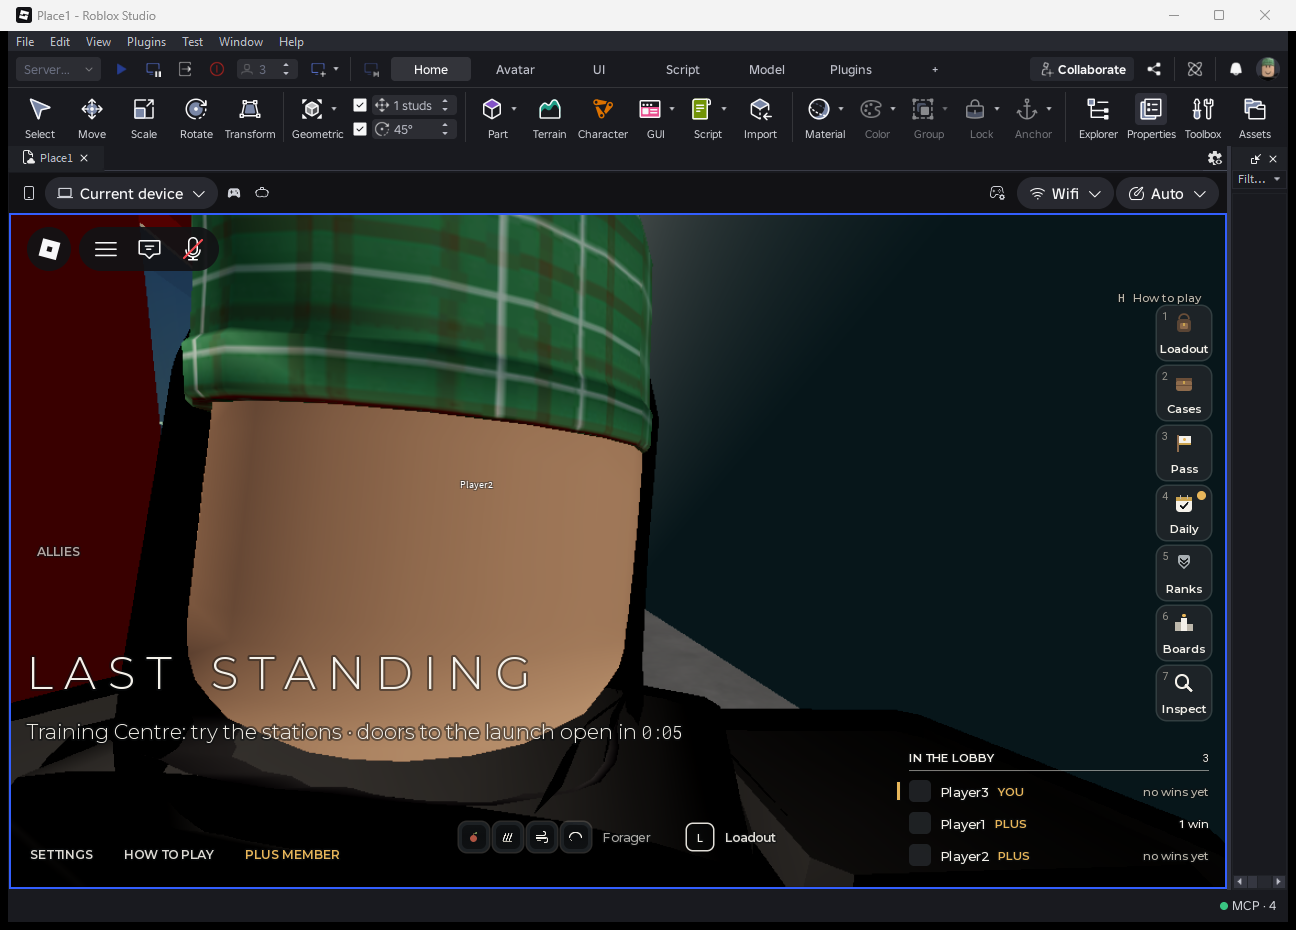 Place1 - Roblox Studio
File Edit View Plugins Test Window Help
Server... 3 Home Avatar UI Script Model Plugins + Collaborate
1 studs
45°
Select Move Scale Rotate Transform Geometric Part Terrain Character GUI Script Import Material Color Group Lock Anchor Explorer Properties Toolbox Assets
Place1
Filt...
Current device Wifi Auto
H How to play
1
Loadout
2
Cases
3
Pass
4
Daily
5
Ranks
6
Boards
7
Inspect
Player2
ALLIES
LAST STANDING
Training Centre: try the stations · doors to the launch open in 0:05
IN THE LOBBY 3
Player3 YOU no wins yet
Player1 PLUS 1 win
Player2 PLUS no wins yet
Forager L Loadout
SETTINGS HOW TO PLAY PLUS MEMBER
MCP · 4